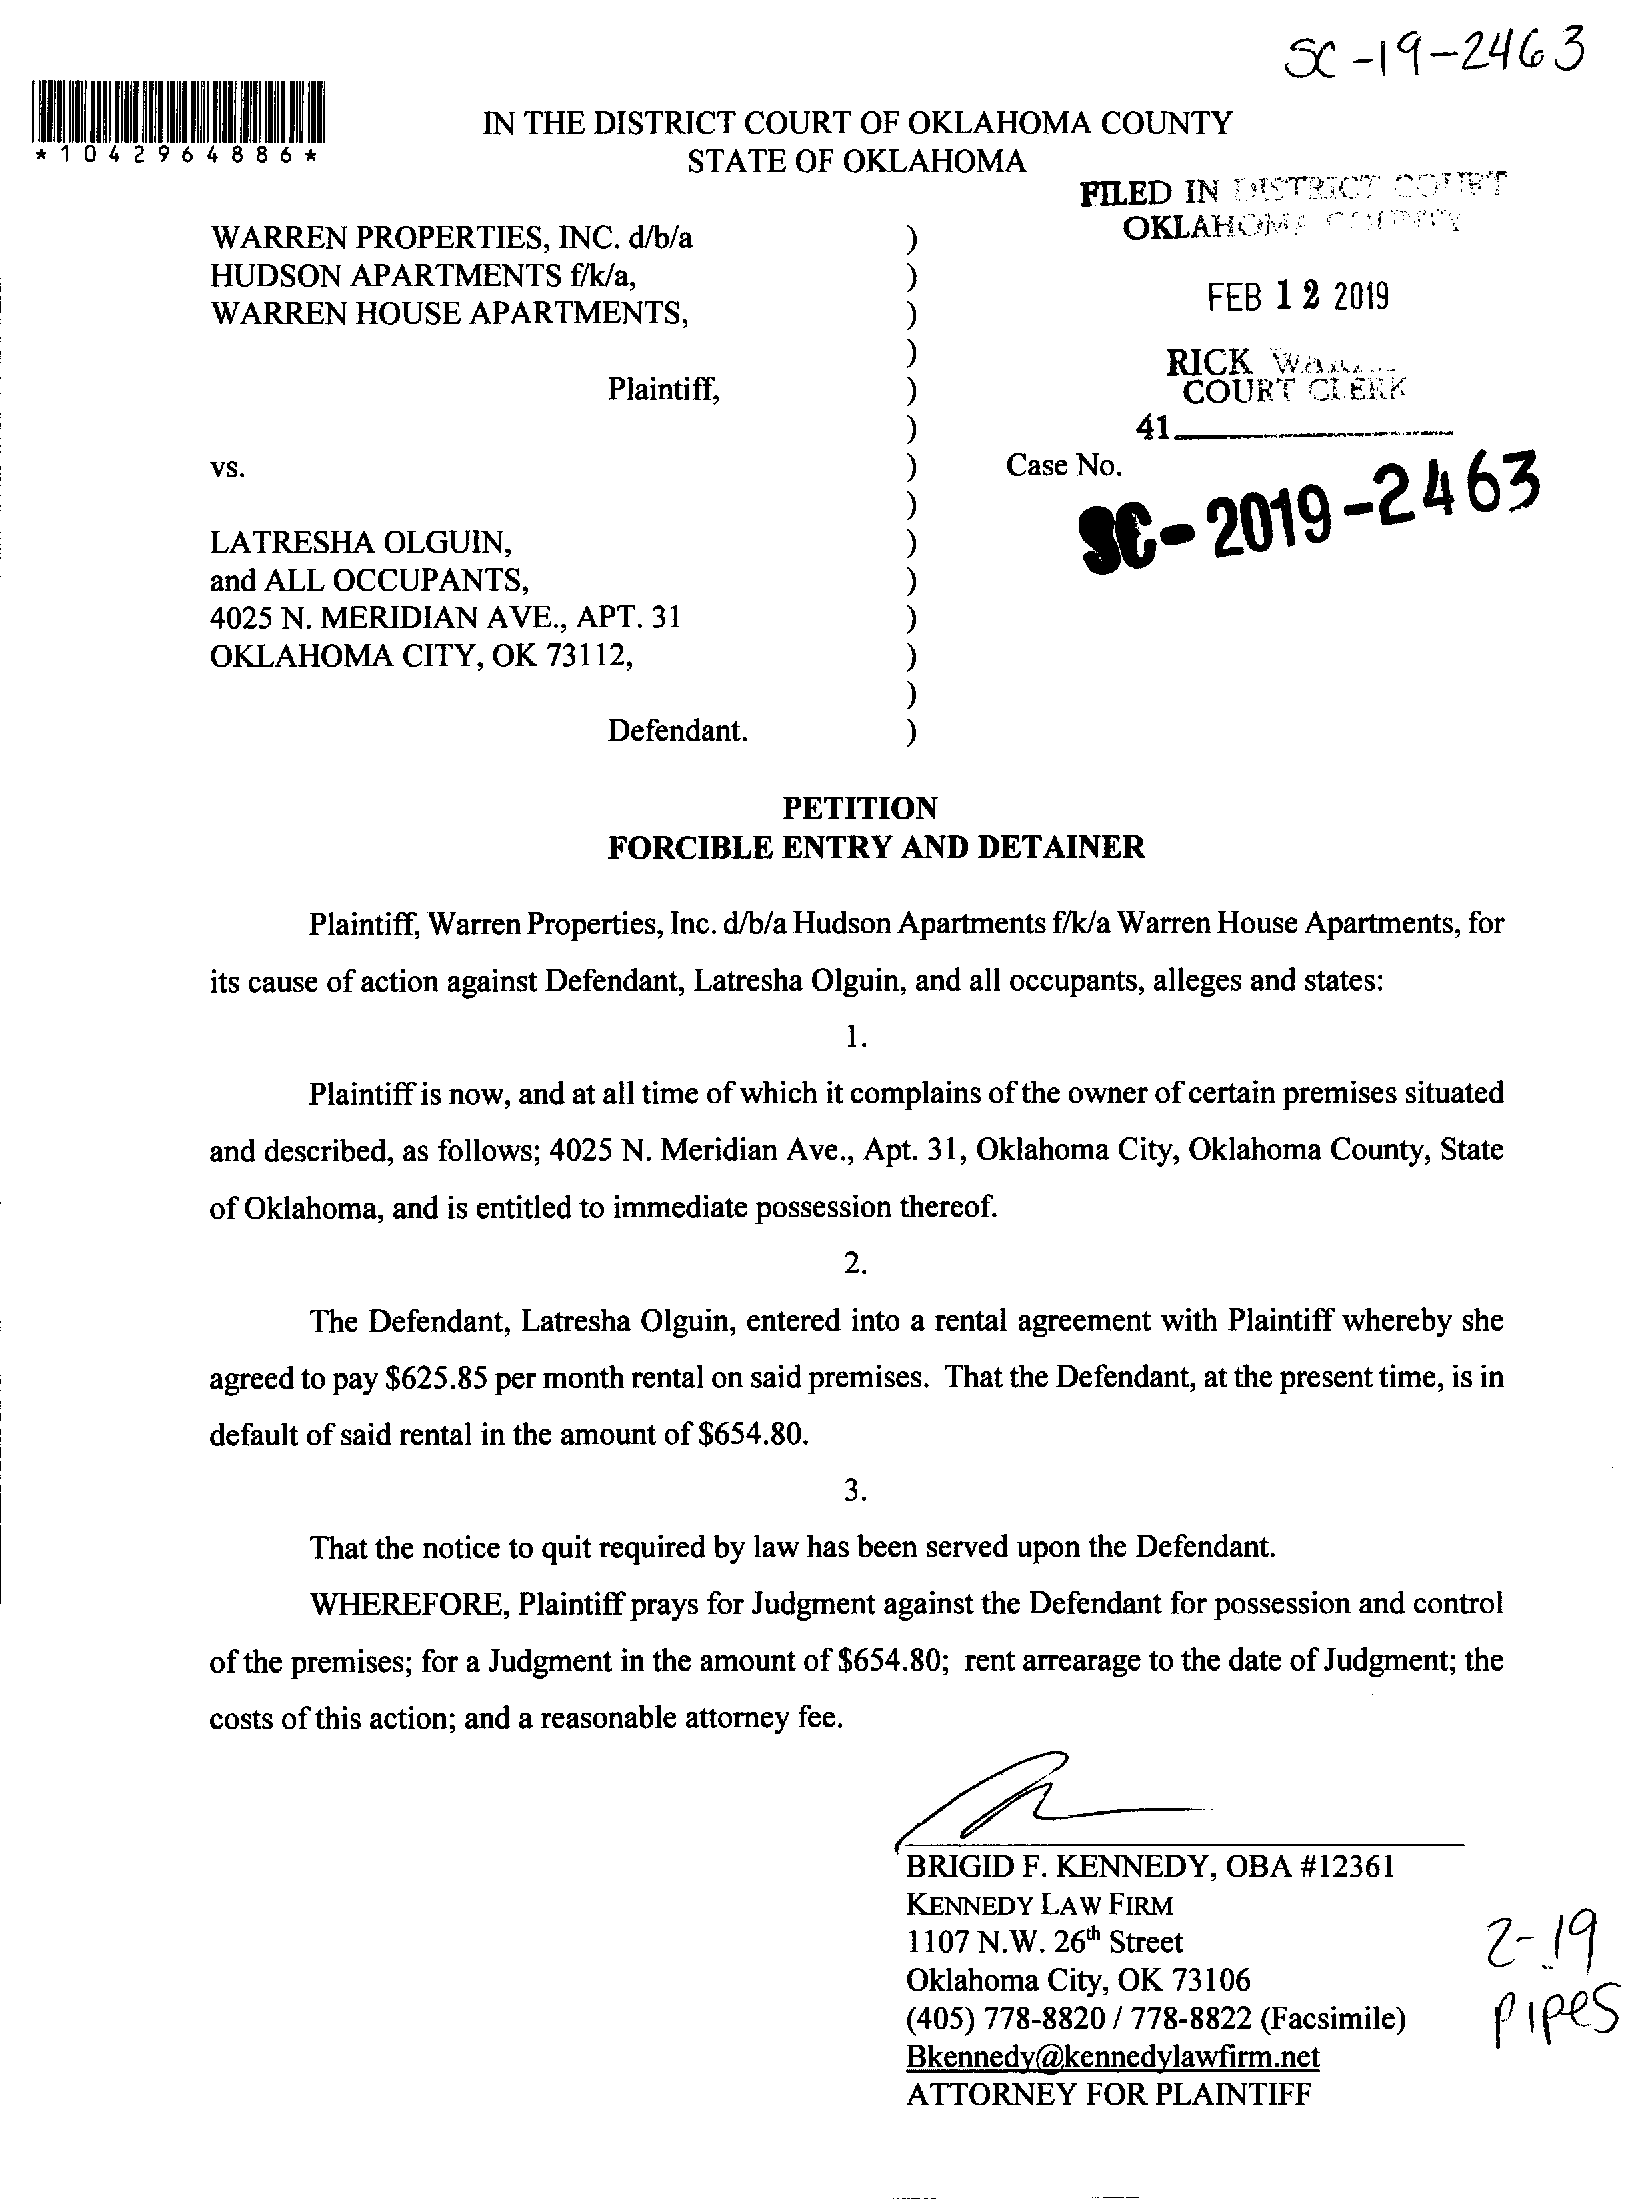 SC-19-2463
*1042964886*
IN THE DISTRICT COURT OF OKLAHOMA COUNTY
STATE OF OKLAHOMA
FILED IN DISTRICT COURT
OKLAHOMA COUNTY
FEB 12 2019
RICK
COURT CLERK
41
WARREN PROPERTIES, INC. d/b/a )
HUDSON APARTMENTS f/k/a, )
WARREN HOUSE APARTMENTS, )
)
Plaintiff, )
)
vs. ) Case No.
SC-2019-2463
)
LATRESHA OLGUIN, )
and ALL OCCUPANTS, )
4025 N. MERIDIAN AVE., APT. 31 )
OKLAHOMA CITY, OK 73112, )
)
Defendant. )
PETITION
FORCIBLE ENTRY AND DETAINER
Plaintiff, Warren Properties, Inc. d/b/a Hudson Apartments f/k/a Warren House Apartments, for
its cause of action against Defendant, Latresha Olguin, and all occupants, alleges and states:
1.
Plaintiff is now, and at all time of which it complains of the owner of certain premises situated
and described, as follows; 4025 N. Meridian Ave., Apt. 31, Oklahoma City, Oklahoma County, State
of Oklahoma, and is entitled to immediate possession thereof.
2.
The Defendant, Latresha Olguin, entered into a rental agreement with Plaintiff whereby she
agreed to pay $625.85 per month rental on said premises. That the Defendant, at the present time, is in
default of said rental in the amount of $654.80.
3.
That the notice to quit required by law has been served upon the Defendant.
WHEREFORE, Plaintiff prays for Judgment against the Defendant for possession and control
of the premises; for a Judgment in the amount of $654.80; rent arrearage to the date of Judgment; the
costs of this action; and a reasonable attorney fee.
BRIGID F. KENNEDY, OBA #12361
KENNEDY LAW FIRM
1107 N.W. 26th Street
Oklahoma City, OK 73106
(405) 778-8820 / 778-8822 (Facsimile)
Bkennedy@kennedylawfirm.net
ATTORNEY FOR PLAINTIFF
2-19
PIPES